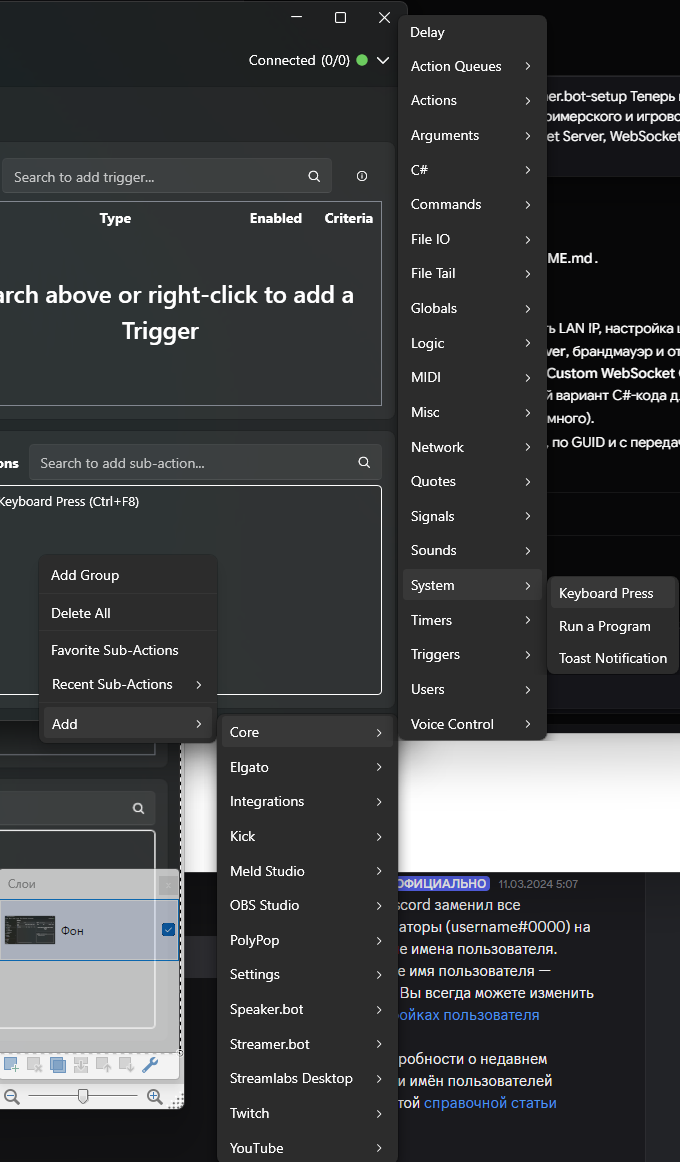 Connected (0/0)
Search to add trigger...
Type Enabled Criteria
arch above or right-click to add a
Trigger
ons
Search to add sub-action...
Keyboard Press (Ctrl+F8)
Add Group
Delete All
Favorite Sub-Actions
Recent Sub-Actions
Add
Core
Elgato
Integrations
Kick
Meld Studio
OBS Studio
PolyPop
Settings
Speaker.bot
Streamer.bot
Streamlabs Desktop
Twitch
YouTube
Delay
Action Queues
Actions
Arguments
C#
Commands
File IO
File Tail
Globals
Logic
MIDI
Misc
Network
Quotes
Signals
Sounds
System
Timers
Triggers
Users
Voice Control
Keyboard Press
Run a Program
Toast Notification
er.bot-setup Теперь
римерского и игрово
et Server, WebSocket
ME.md.
ь LAN IP, настройка
ver, брандмауэр и от
Custom WebSocket
й вариант C#-кода д
много).
, по GUID и с передач
Слои
Фон
ОФИЦИАЛЬНО 11.03.2024 5:07
scord заменил все
аторы (username#0000) на
е имена пользователя.
е имя пользователя —
Вы всегда можете изменить
ройках пользователя
робности о недавнем
и имён пользователей
той справочной статьи